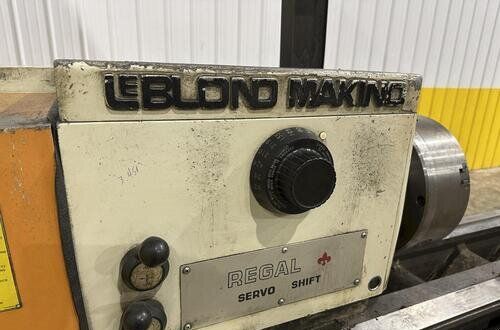 LEBLOND MAKINO
REGAL
SERVO SHIFT